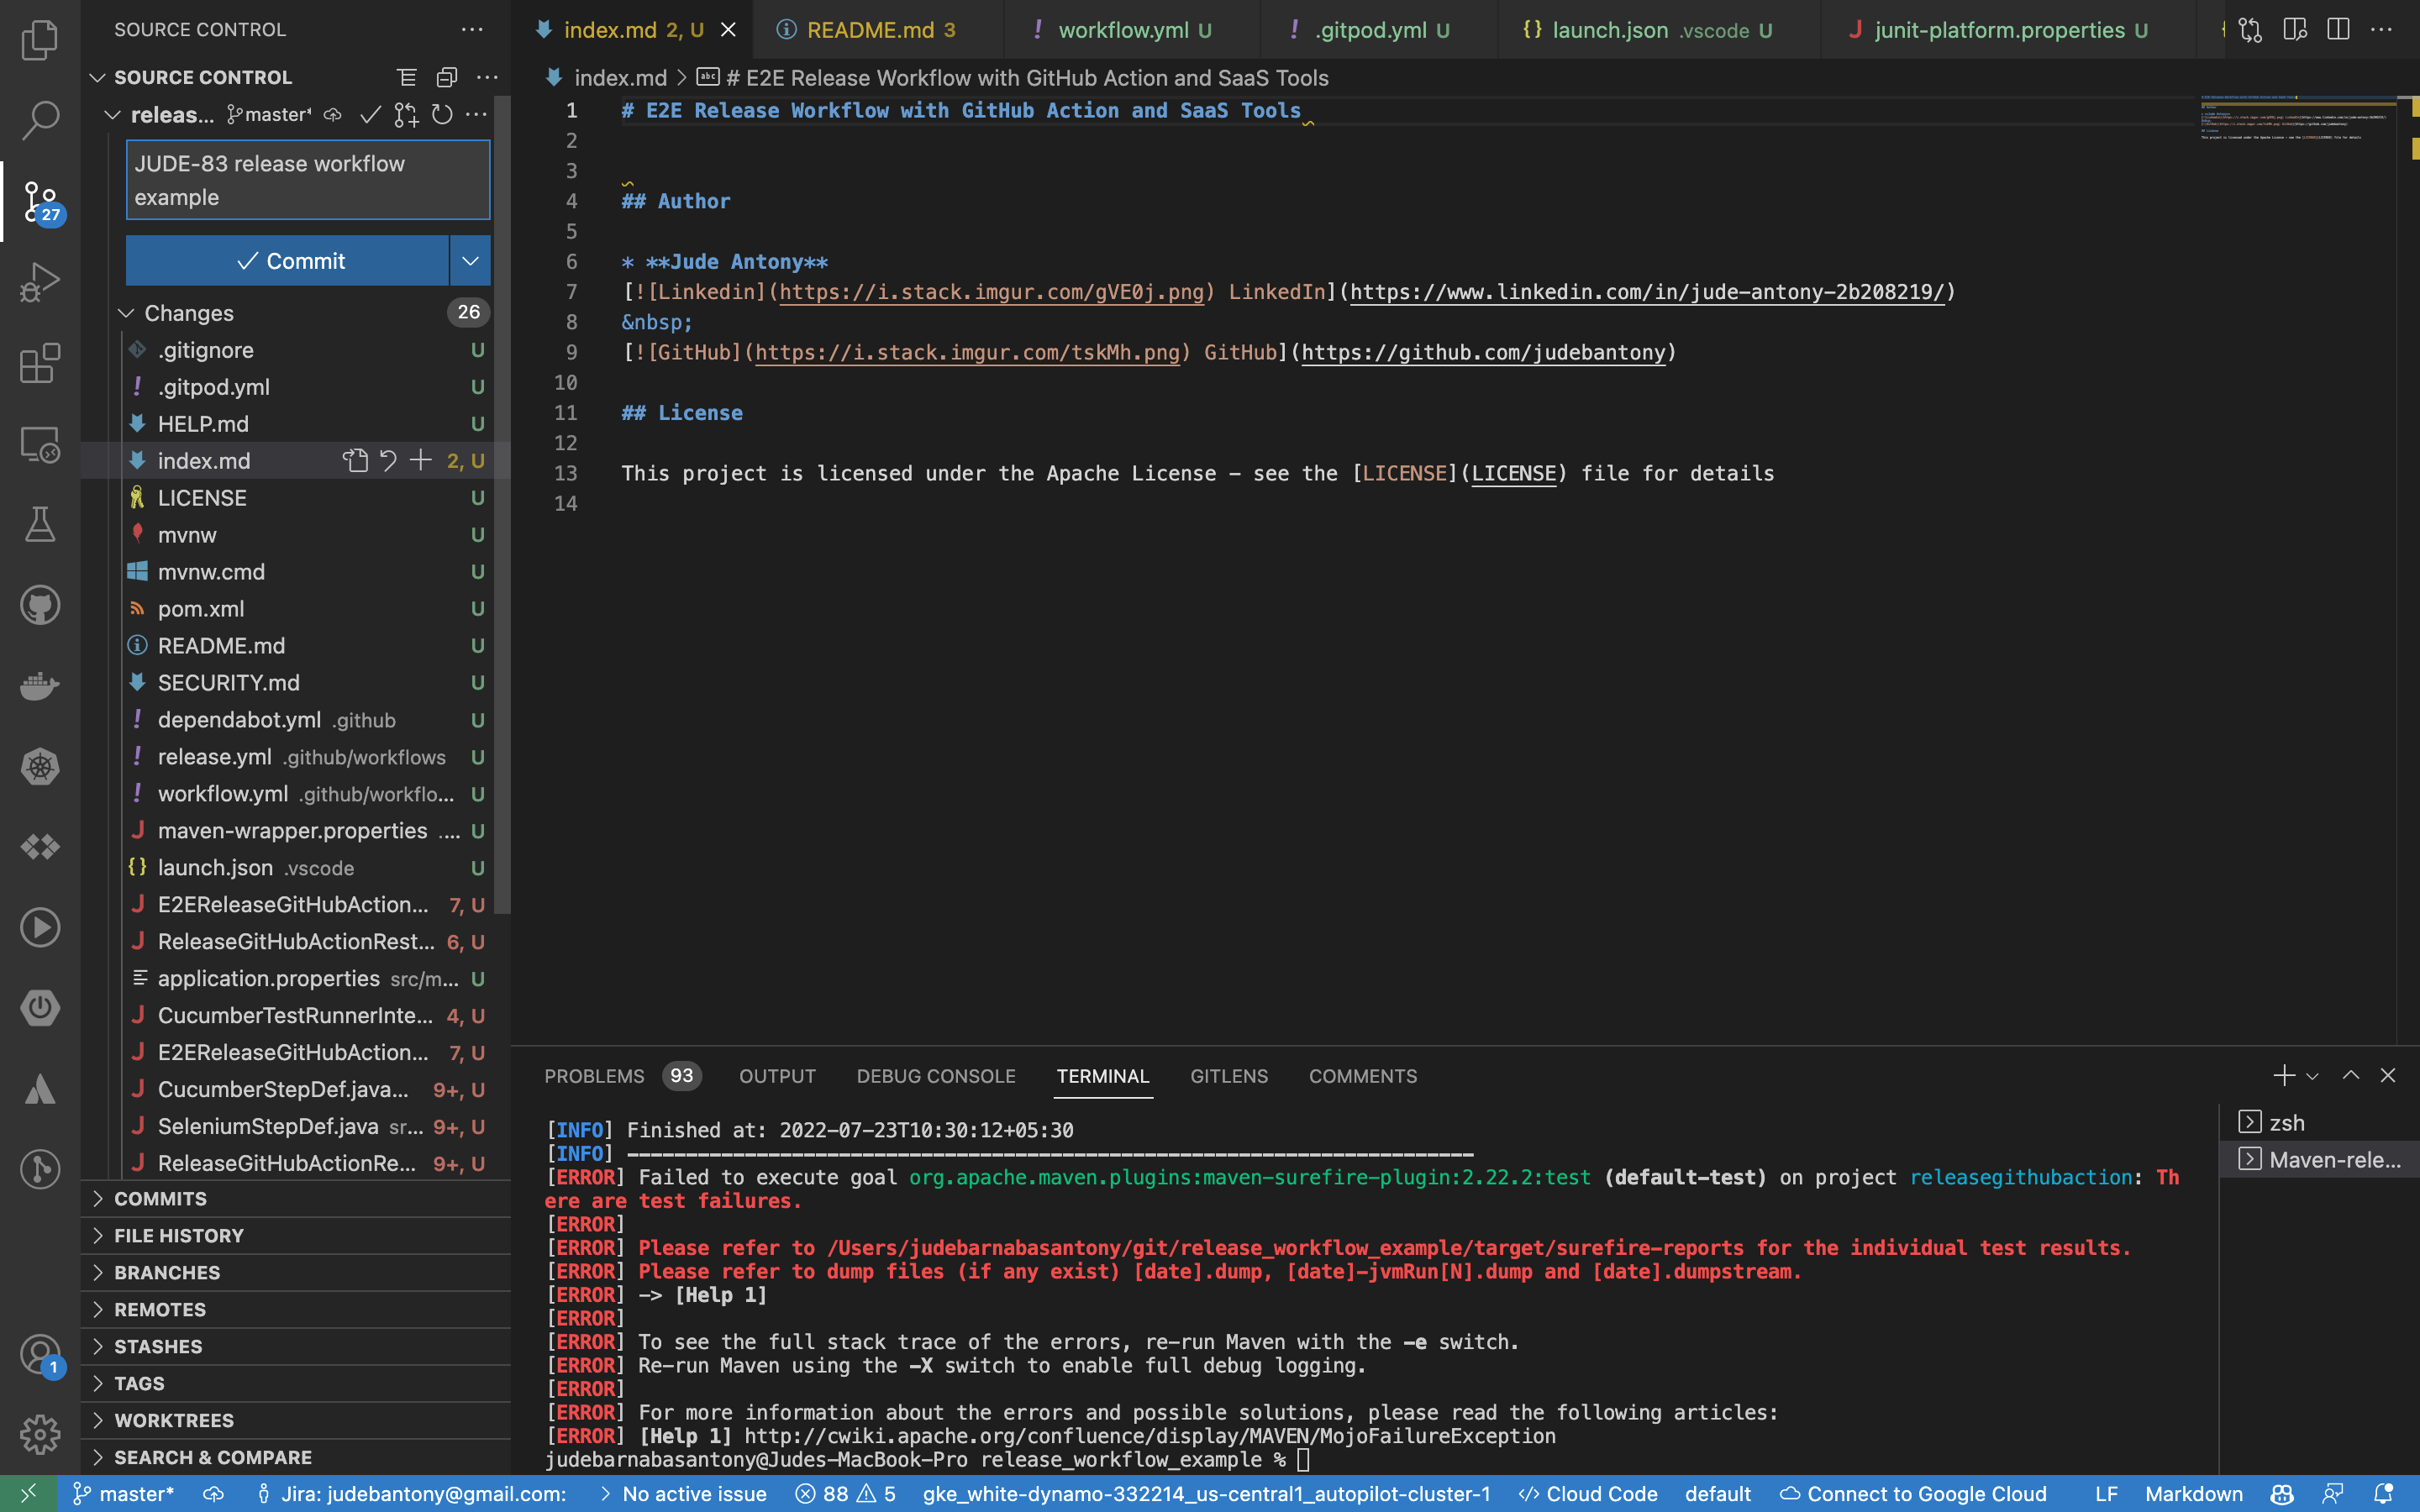 SOURCE CONTROL
SOURCE CONTROL
releas... master*
JUDE-83 release workflow
example
Commit
Changes 26
.gitignore U
.gitpod.yml U
HELP.md U
index.md 2, U
LICENSE U
mvnw U
mvnw.cmd U
pom.xml U
README.md U
SECURITY.md U
dependabot.yml .github U
release.yml .github/workflows U
workflow.yml .github/workflo... U
maven-wrapper.properties .... U
launch.json .vscode U
E2EReleaseGitHubAction... 7, U
ReleaseGitHubActionRest... 6, U
application.properties src/m... U
CucumberTestRunnerInte... 4, U
E2EReleaseGitHubAction... 7, U
CucumberStepDef.java... 9+, U
SeleniumStepDef.java sr... 9+, U
ReleaseGitHubActionRe... 9+, U
COMMITS
FILE HISTORY
BRANCHES
REMOTES
STASHES
TAGS
WORKTREES
SEARCH & COMPARE
27
1
index.md 2, U
README.md 3
workflow.yml U
.gitpod.yml U
launch.json .vscode U
junit-platform.properties U
index.md > # E2E Release Workflow with GitHub Action and SaaS Tools
1 # E2E Release Workflow with GitHub Action and SaaS Tools
2
3
4 ## Author
5
6 * **Jude Antony**
7 [![Linkedin](https://i.stack.imgur.com/gVE0j.png) LinkedIn](https://www.linkedin.com/in/jude-antony-2b208219/)
8 &nbsp;
9 [![GitHub](https://i.stack.imgur.com/tskMh.png) GitHub](https://github.com/judebantony)
10
11 ## License
12
13 This project is licensed under the Apache License - see the [LICENSE](LICENSE) file for details
14
PROBLEMS 93 OUTPUT DEBUG CONSOLE TERMINAL GITLENS COMMENTS
[INFO] Finished at: 2022-07-23T10:30:12+05:30
[INFO] ------------------------------------------------------------------------
[ERROR] Failed to execute goal org.apache.maven.plugins:maven-surefire-plugin:2.22.2:test (default-test) on project releasegithubaction: Th
ere are test failures.
[ERROR]
[ERROR] Please refer to /Users/judebarnabasantony/git/release_workflow_example/target/surefire-reports for the individual test results.
[ERROR] Please refer to dump files (if any exist) [date].dump, [date]-jvmRun[N].dump and [date].dumpstream.
[ERROR] -> [Help 1]
[ERROR]
[ERROR] To see the full stack trace of the errors, re-run Maven with the -e switch.
[ERROR] Re-run Maven using the -X switch to enable full debug logging.
[ERROR]
[ERROR] For more information about the errors and possible solutions, please read the following articles:
[ERROR] [Help 1] http://cwiki.apache.org/confluence/display/MAVEN/MojoFailureException
judebarnabasantony@Judes-MacBook-Pro release_workflow_example %
zsh
Maven-rele...
master* Jira: judebantony@gmail.com: > No active issue 88 5 gke_white-dynamo-332214_us-central1_autopilot-cluster-1 </> Cloud Code default Connect to Google Cloud LF Markdown